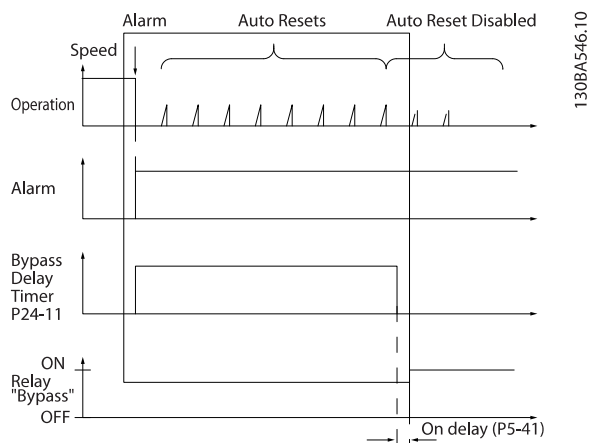 Alarm
Auto Resets
Auto Reset Disabled
Speed
Operation
Alarm
Bypass
Delay
Timer
P24-11
ON
Relay
"Bypass"
OFF
On delay (P5-41)
130BA546.10